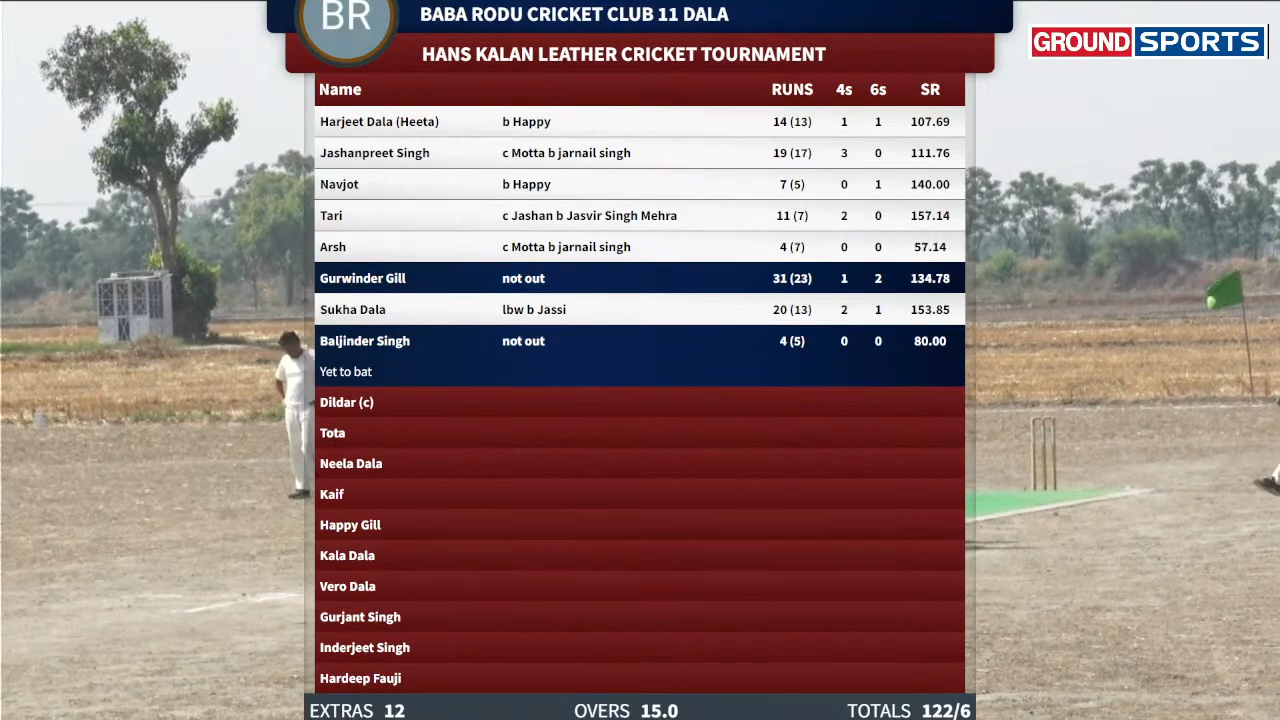 BR
BABA RODU CRICKET CLUB 11 DALA
GROUND SPORTS
HANS KALAN LEATHER CRICKET TOURNAMENT
Name RUNS 4s 6s SR
Harjeet Dala (Heeta) b Happy 14 (13) 1 1 107.69
Jashanpreet Singh c Motta b jarnail singh 19 (17) 3 0 111.76
Navjot b Happy 7 (5) 0 1 140.00
Tari c Jashan b Jasvir Singh Mehra 11 (7) 2 0 157.14
Arsh c Motta b jarnail singh 4 (7) 0 0 57.14
Gurwinder Gill not out 31 (23) 1 2 134.78
Sukha Dala lbw b Jassi 20 (13) 2 1 153.85
Baljinder Singh not out 4 (5) 0 0 80.00
Yet to bat
Dildar (c)
Tota
Neela Dala
Kaif
Happy Gill
Kala Dala
Vero Dala
Gurjant Singh
Inderjeet Singh
Hardeep Fauji
EXTRAS 12 OVERS 15.0 TOTALS 122/6